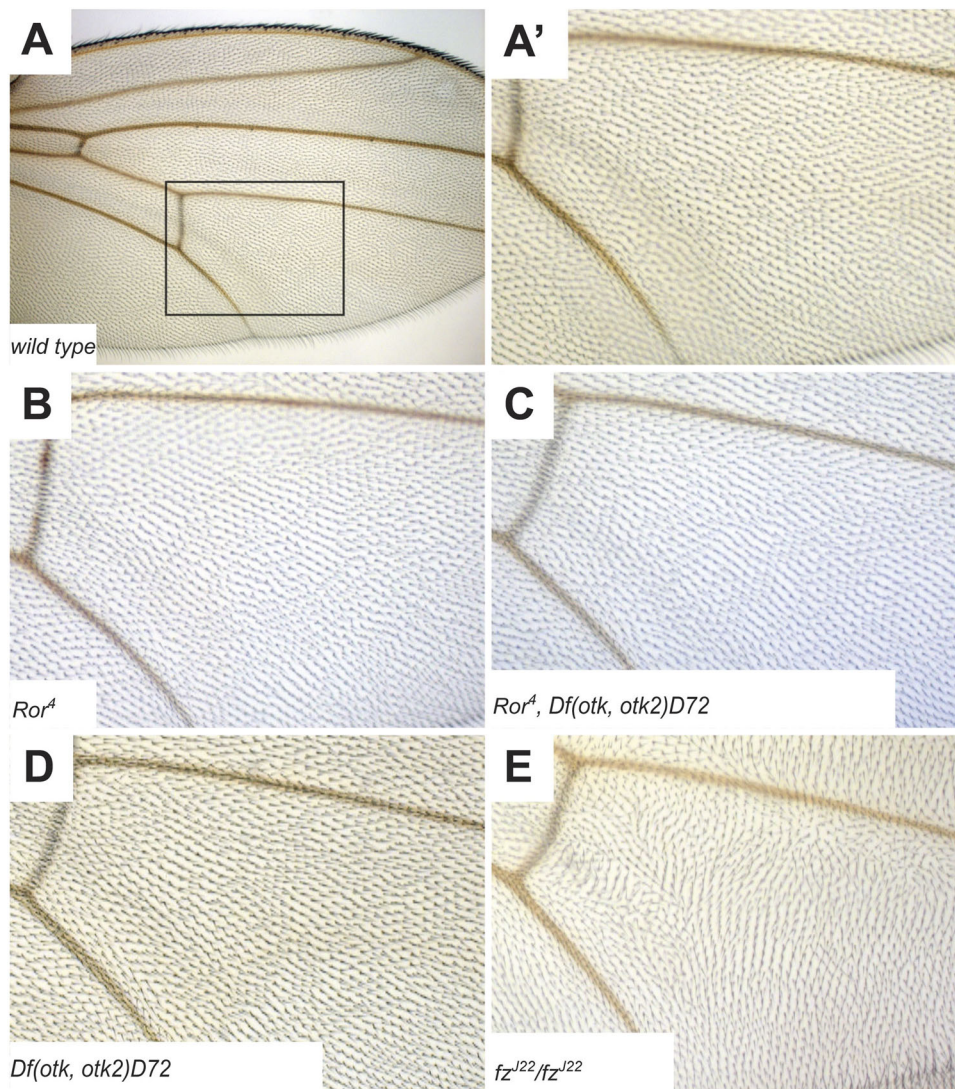 A
A'
wild type
B
C
Ror⁴
Ror⁴, Df(otk, otk2)D72
D
E
Df(otk, otk2)D72
fzᴶ²²/fzᴶ²²